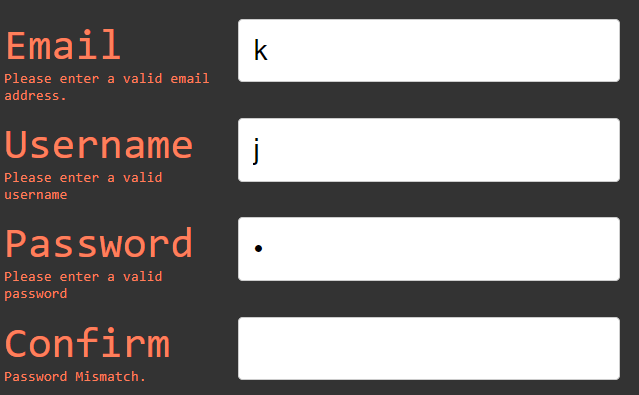 Email
k
Please enter a valid email
address.
Username
j
Please enter a valid
username
Password
•
Please enter a valid
password
Confirm
Password Mismatch.